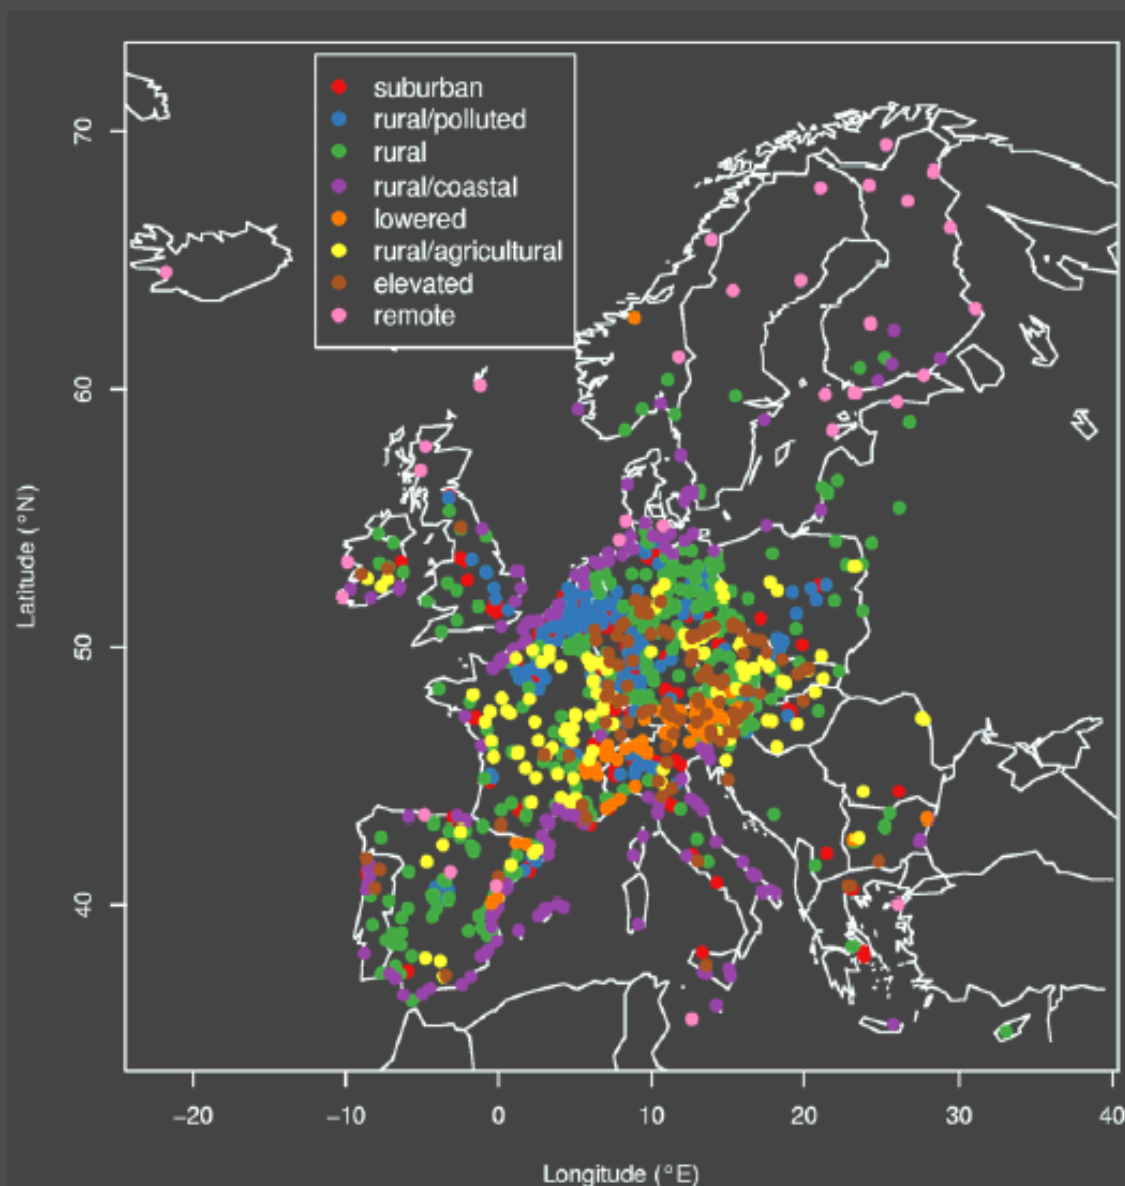 suburban
rural/polluted
rural
rural/coastal
lowered
rural/agricultural
elevated
remote
70
60
50
40
Latitude (°N)
−20
−10
0
10
20
30
40
Longitude (°E)